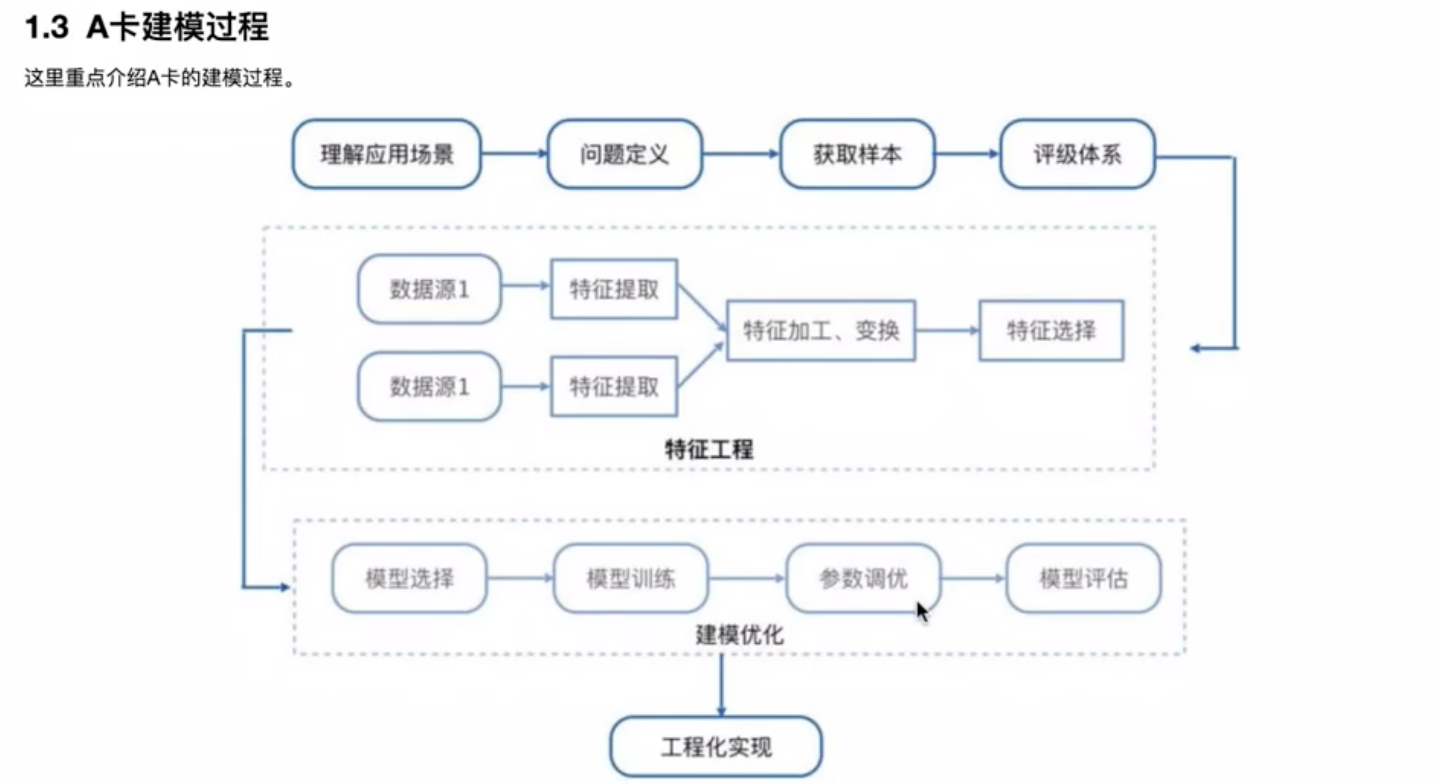 1.3 A卡建模过程
这里重点介绍A卡的建模过程。
理解应用场景
问题定义
获取样本
评级体系
数据源1
特征提取
特征加工、变换
特征选择
数据源1
特征提取
特征工程
模型选择
模型训练
参数调优
模型评估
建模优化
工程化实现